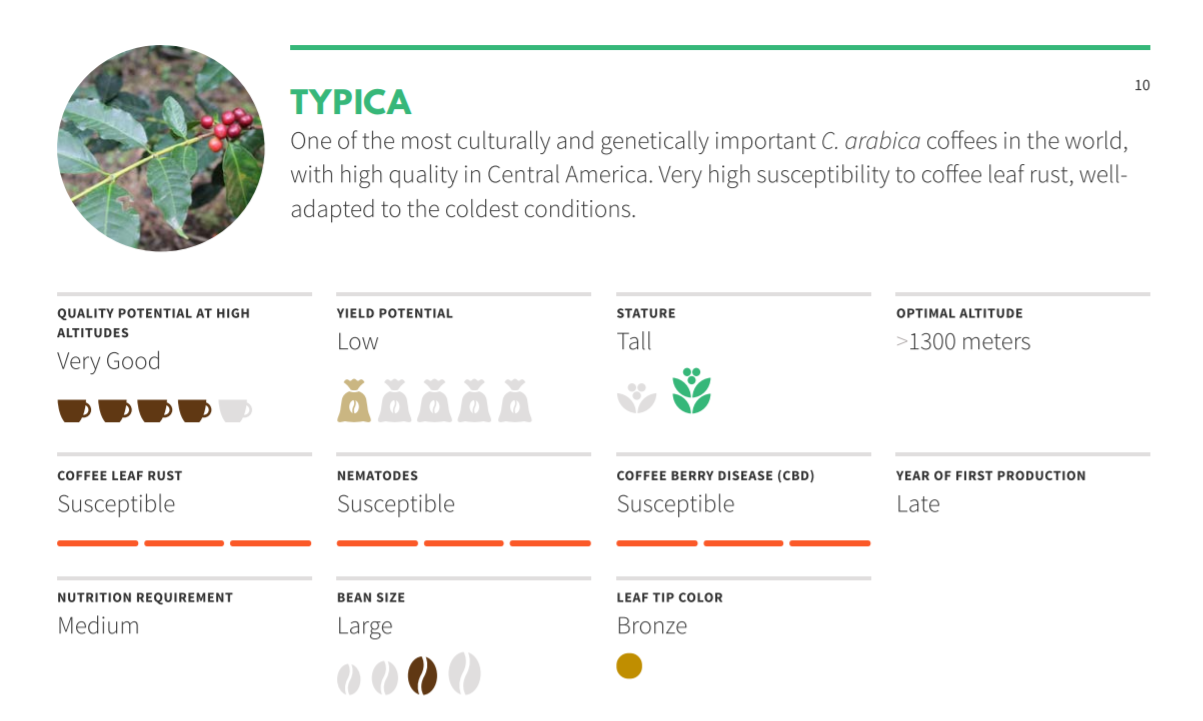 10
TYPICA
One of the most culturally and genetically important C. arabica coffees in the world,
with high quality in Central America. Very high susceptibility to coffee leaf rust, well-
adapted to the coldest conditions.
QUALITY POTENTIAL AT HIGH
ALTITUDES
Very Good
YIELD POTENTIAL
Low
STATURE
Tall
OPTIMAL ALTITUDE
>1300 meters
COFFEE LEAF RUST
Susceptible
NEMATODES
Susceptible
COFFEE BERRY DISEASE (CBD)
Susceptible
YEAR OF FIRST PRODUCTION
Late
NUTRITION REQUIREMENT
Medium
BEAN SIZE
Large
LEAF TIP COLOR
Bronze